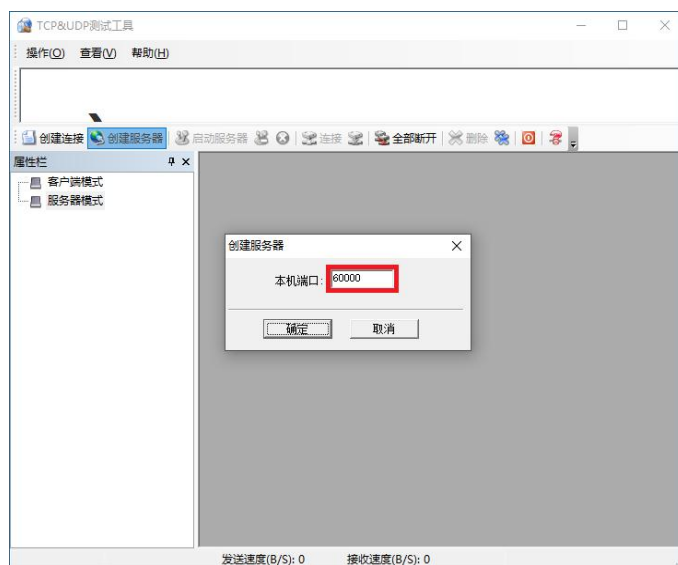 TCP&UDP测试工具
操作(O) 查看(V) 帮助(H)
创建连接 创建服务器 启动服务器 连接 全部断开 删除
属性栏
客户端模式
服务器模式
创建服务器
本机端口: 60000
确定 取消
发送速度(B/S): 0 接收速度(B/S): 0